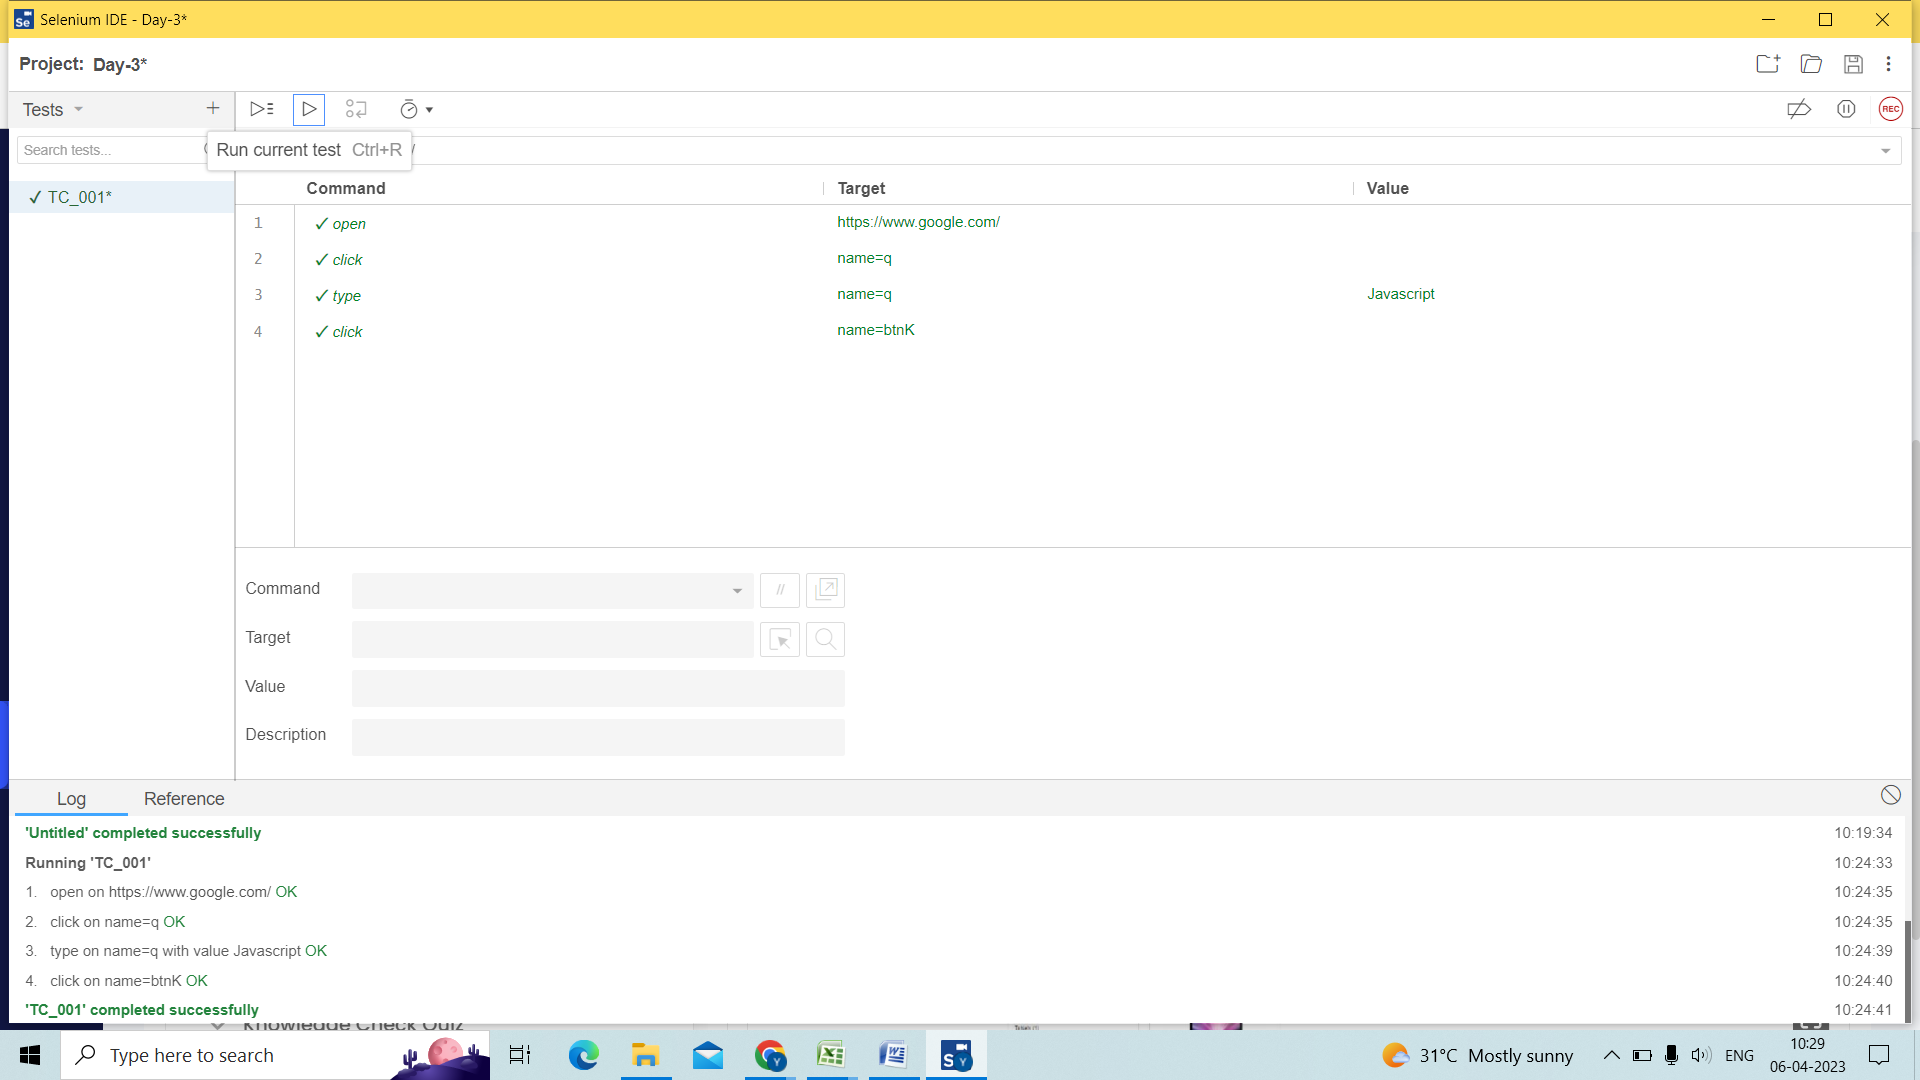 Selenium IDE - Day-3*
Project: Day-3*
Tests
REC
Search tests...
Run current test Ctrl+R /
✓ TC_001*
Command Target Value
1 ✓ open https://www.google.com/
2 ✓ click name=q
3 ✓ type name=q Javascript
4 ✓ click name=btnK
Command //
Target
Value
Description
Log Reference
'Untitled' completed successfully 10:19:34
Running 'TC_001' 10:24:33
1. open on https://www.google.com/ OK 10:24:35
2. click on name=q OK 10:24:35
3. type on name=q with value Javascript OK 10:24:39
4. click on name=btnK OK 10:24:40
'TC_001' completed successfully 10:24:41
Knowledge Check Quiz
Type here to search
31°C Mostly sunny
ENG
10:29
06-04-2023